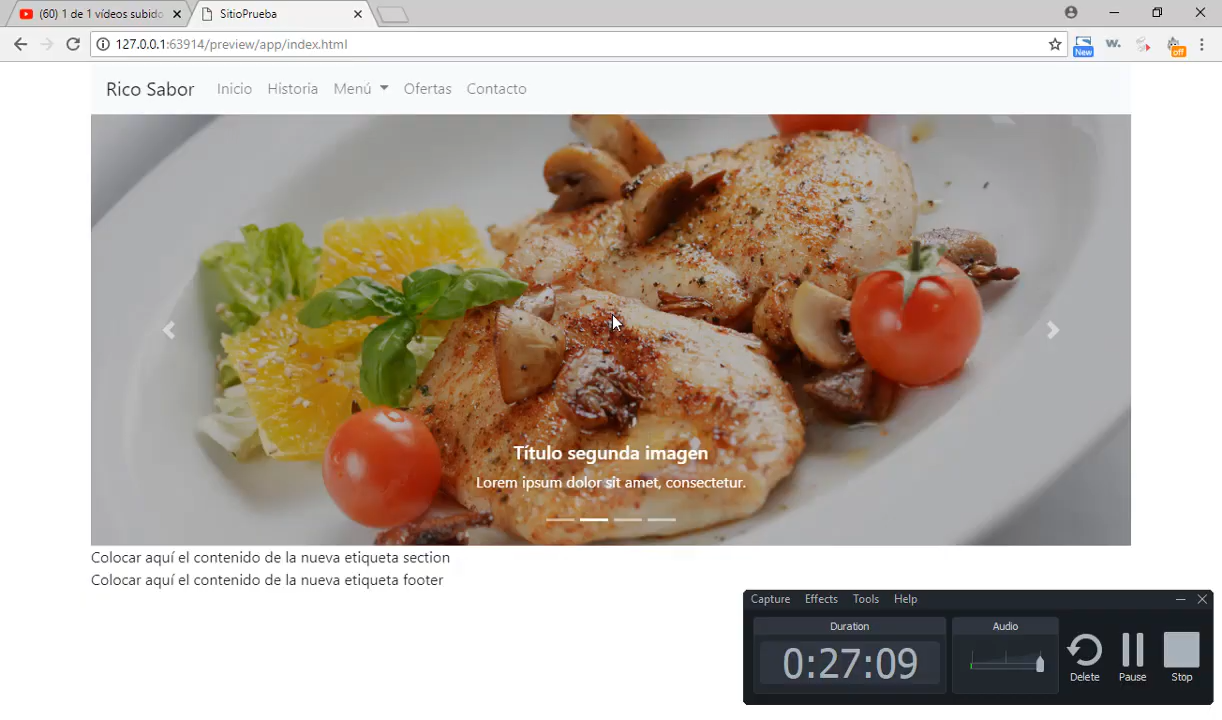 (60) 1 de 1 vídeos subido
SitioPrueba
127.0.0.1:63914/preview/app/index.html
New
w.
off
Rico Sabor Inicio Historia Menú Ofertas Contacto
Título segunda imagen
Lorem ipsum dolor sit amet, consectetur.
Colocar aquí el contenido de la nueva etiqueta section
Colocar aquí el contenido de la nueva etiqueta footer
Capture Effects Tools Help
Duration
Audio
0:27:09
Delete Pause Stop